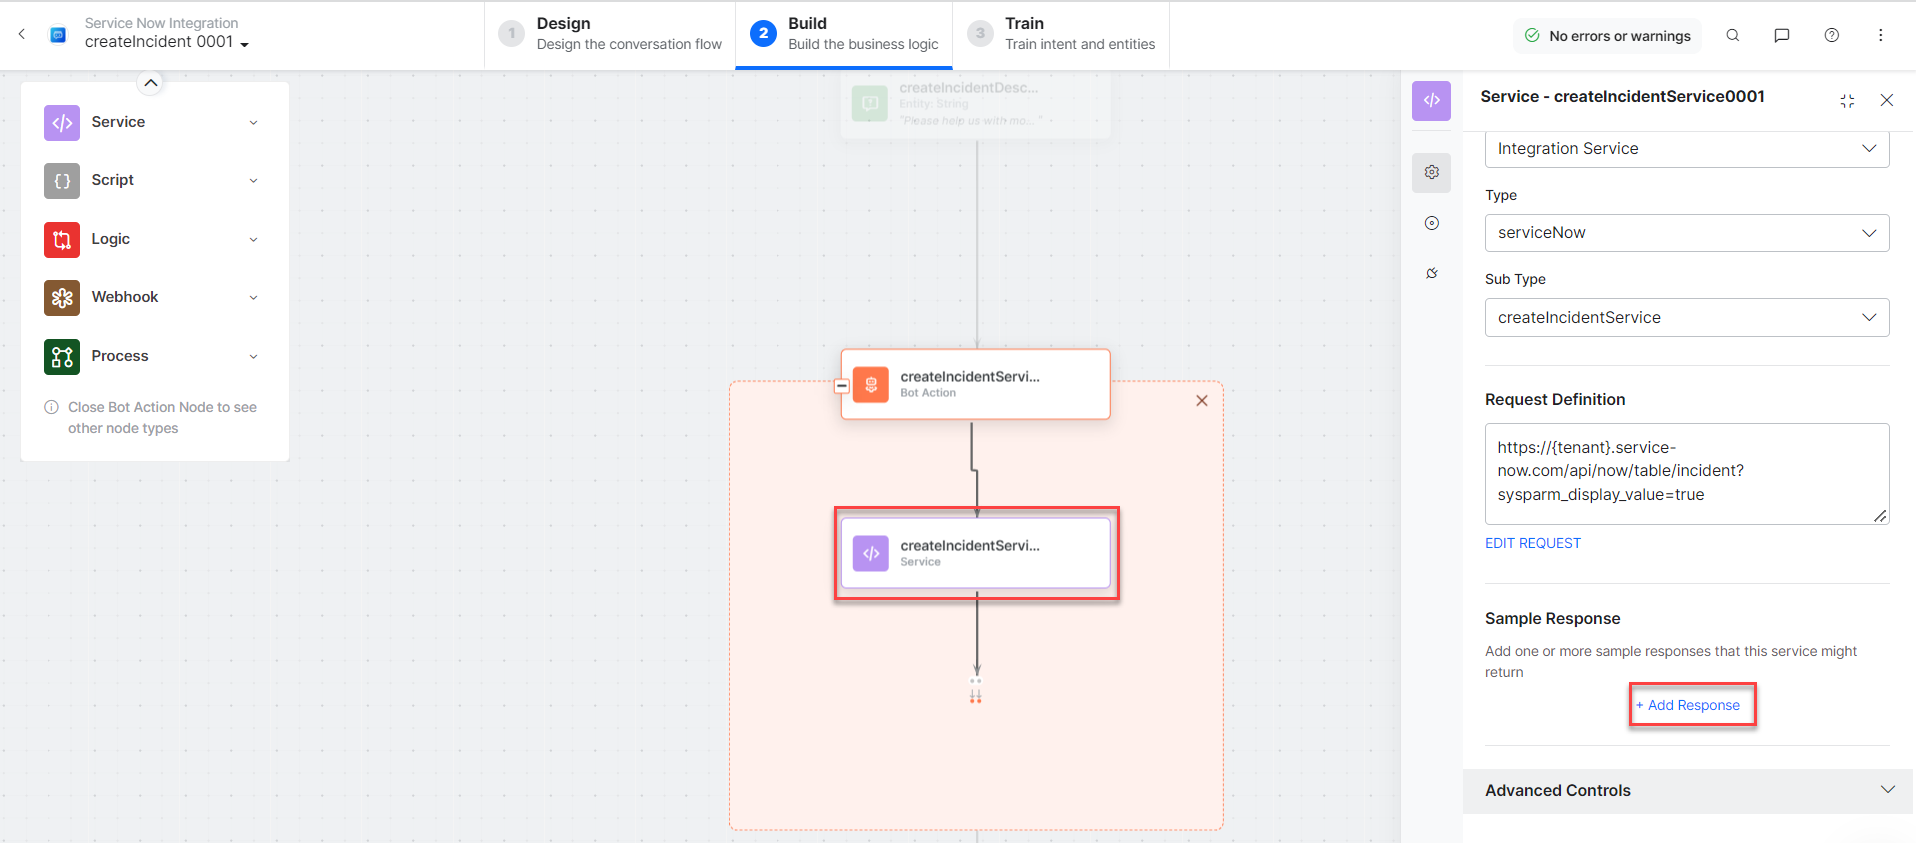 Service Now Integration
createIncident 0001
1
Design
Design the conversation flow
2
Build
Build the business logic
3
Train
Train intent and entities
No errors or warnings
Service
Script
Logic
Webhook
Process
Close Bot Action Node to see
other node types
createIncidentDesc...
Entity: String
"Please help us with mo... "
createIncidentServi...
Bot Action
createIncidentServi...
Service
Service - createIncidentService0001
Integration Service
Type
serviceNow
Sub Type
createIncidentService
Request Definition
https://{tenant}.service-
now.com/api/now/table/incident?
sysparm_display_value=true
EDIT REQUEST
Sample Response
Add one or more sample responses that this service might
return
+ Add Response
Advanced Controls